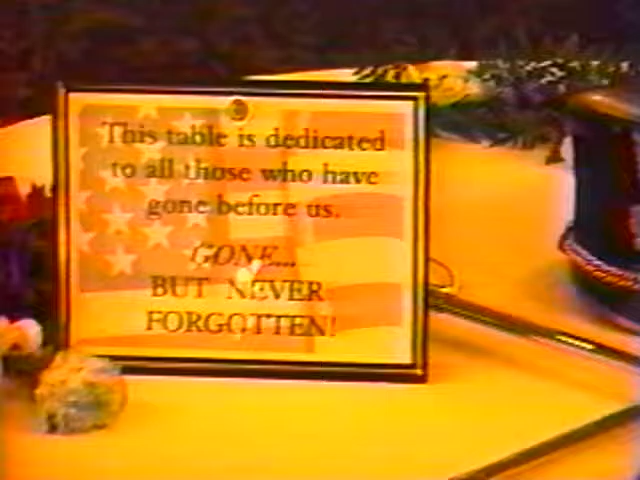 This table is dedicated
to all those who have
gone before us.
GONE...
BUT NEVER
FORGOTTEN!